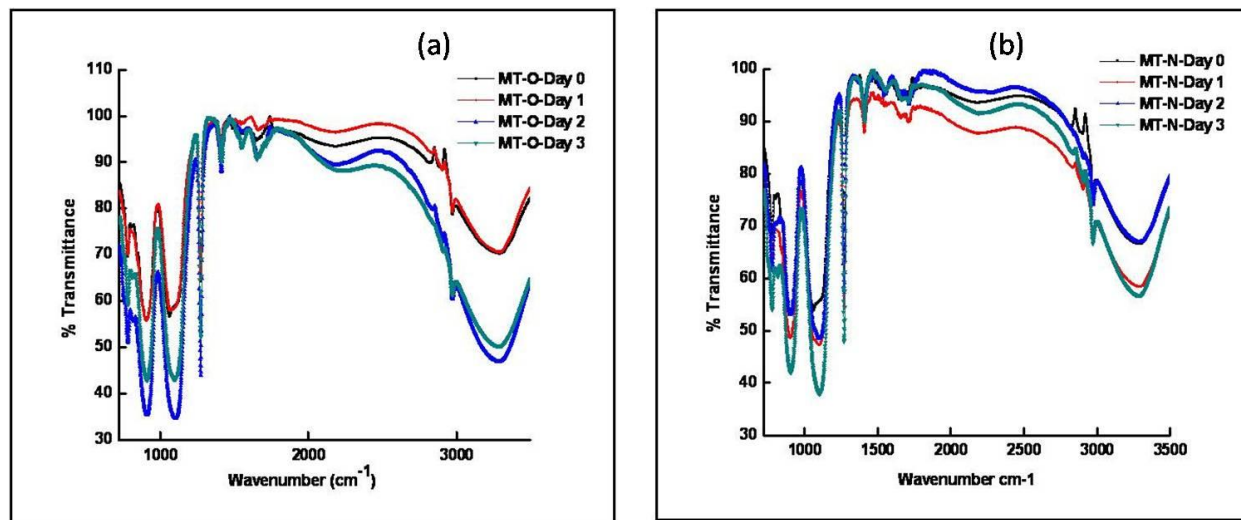 (a)
MT-O-Day 0
MT-O-Day 1
MT-O-Day 2
MT-O-Day 3
% Transmittance
110
100
90
80
70
60
50
40
30
1000 2000 3000
Wavenumber (cm-1)
(b)
MT-N-Day 0
MT-N-Day 1
MT-N-Day 2
MT-N-Day 3
% Transmittance
100
90
80
70
60
50
40
30
1000 1500 2000 2500 3000 3500
Wavenumber cm-1